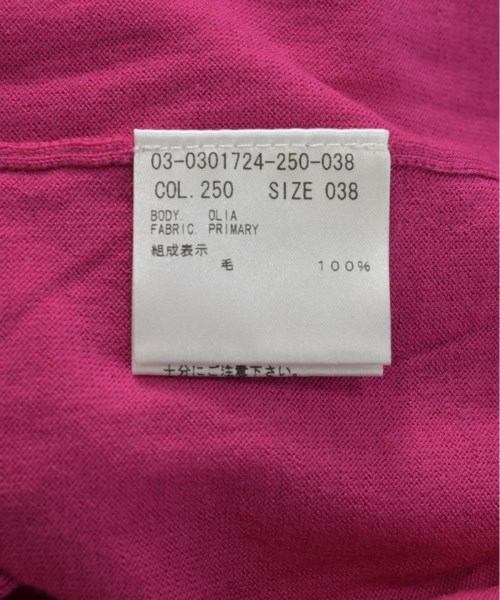 03-0301724-250-038
COL. 250 SIZE 038
BODY. OLIA
FABRIC. PRIMARY
組成表示
毛 100%
十分にご注意下さい。